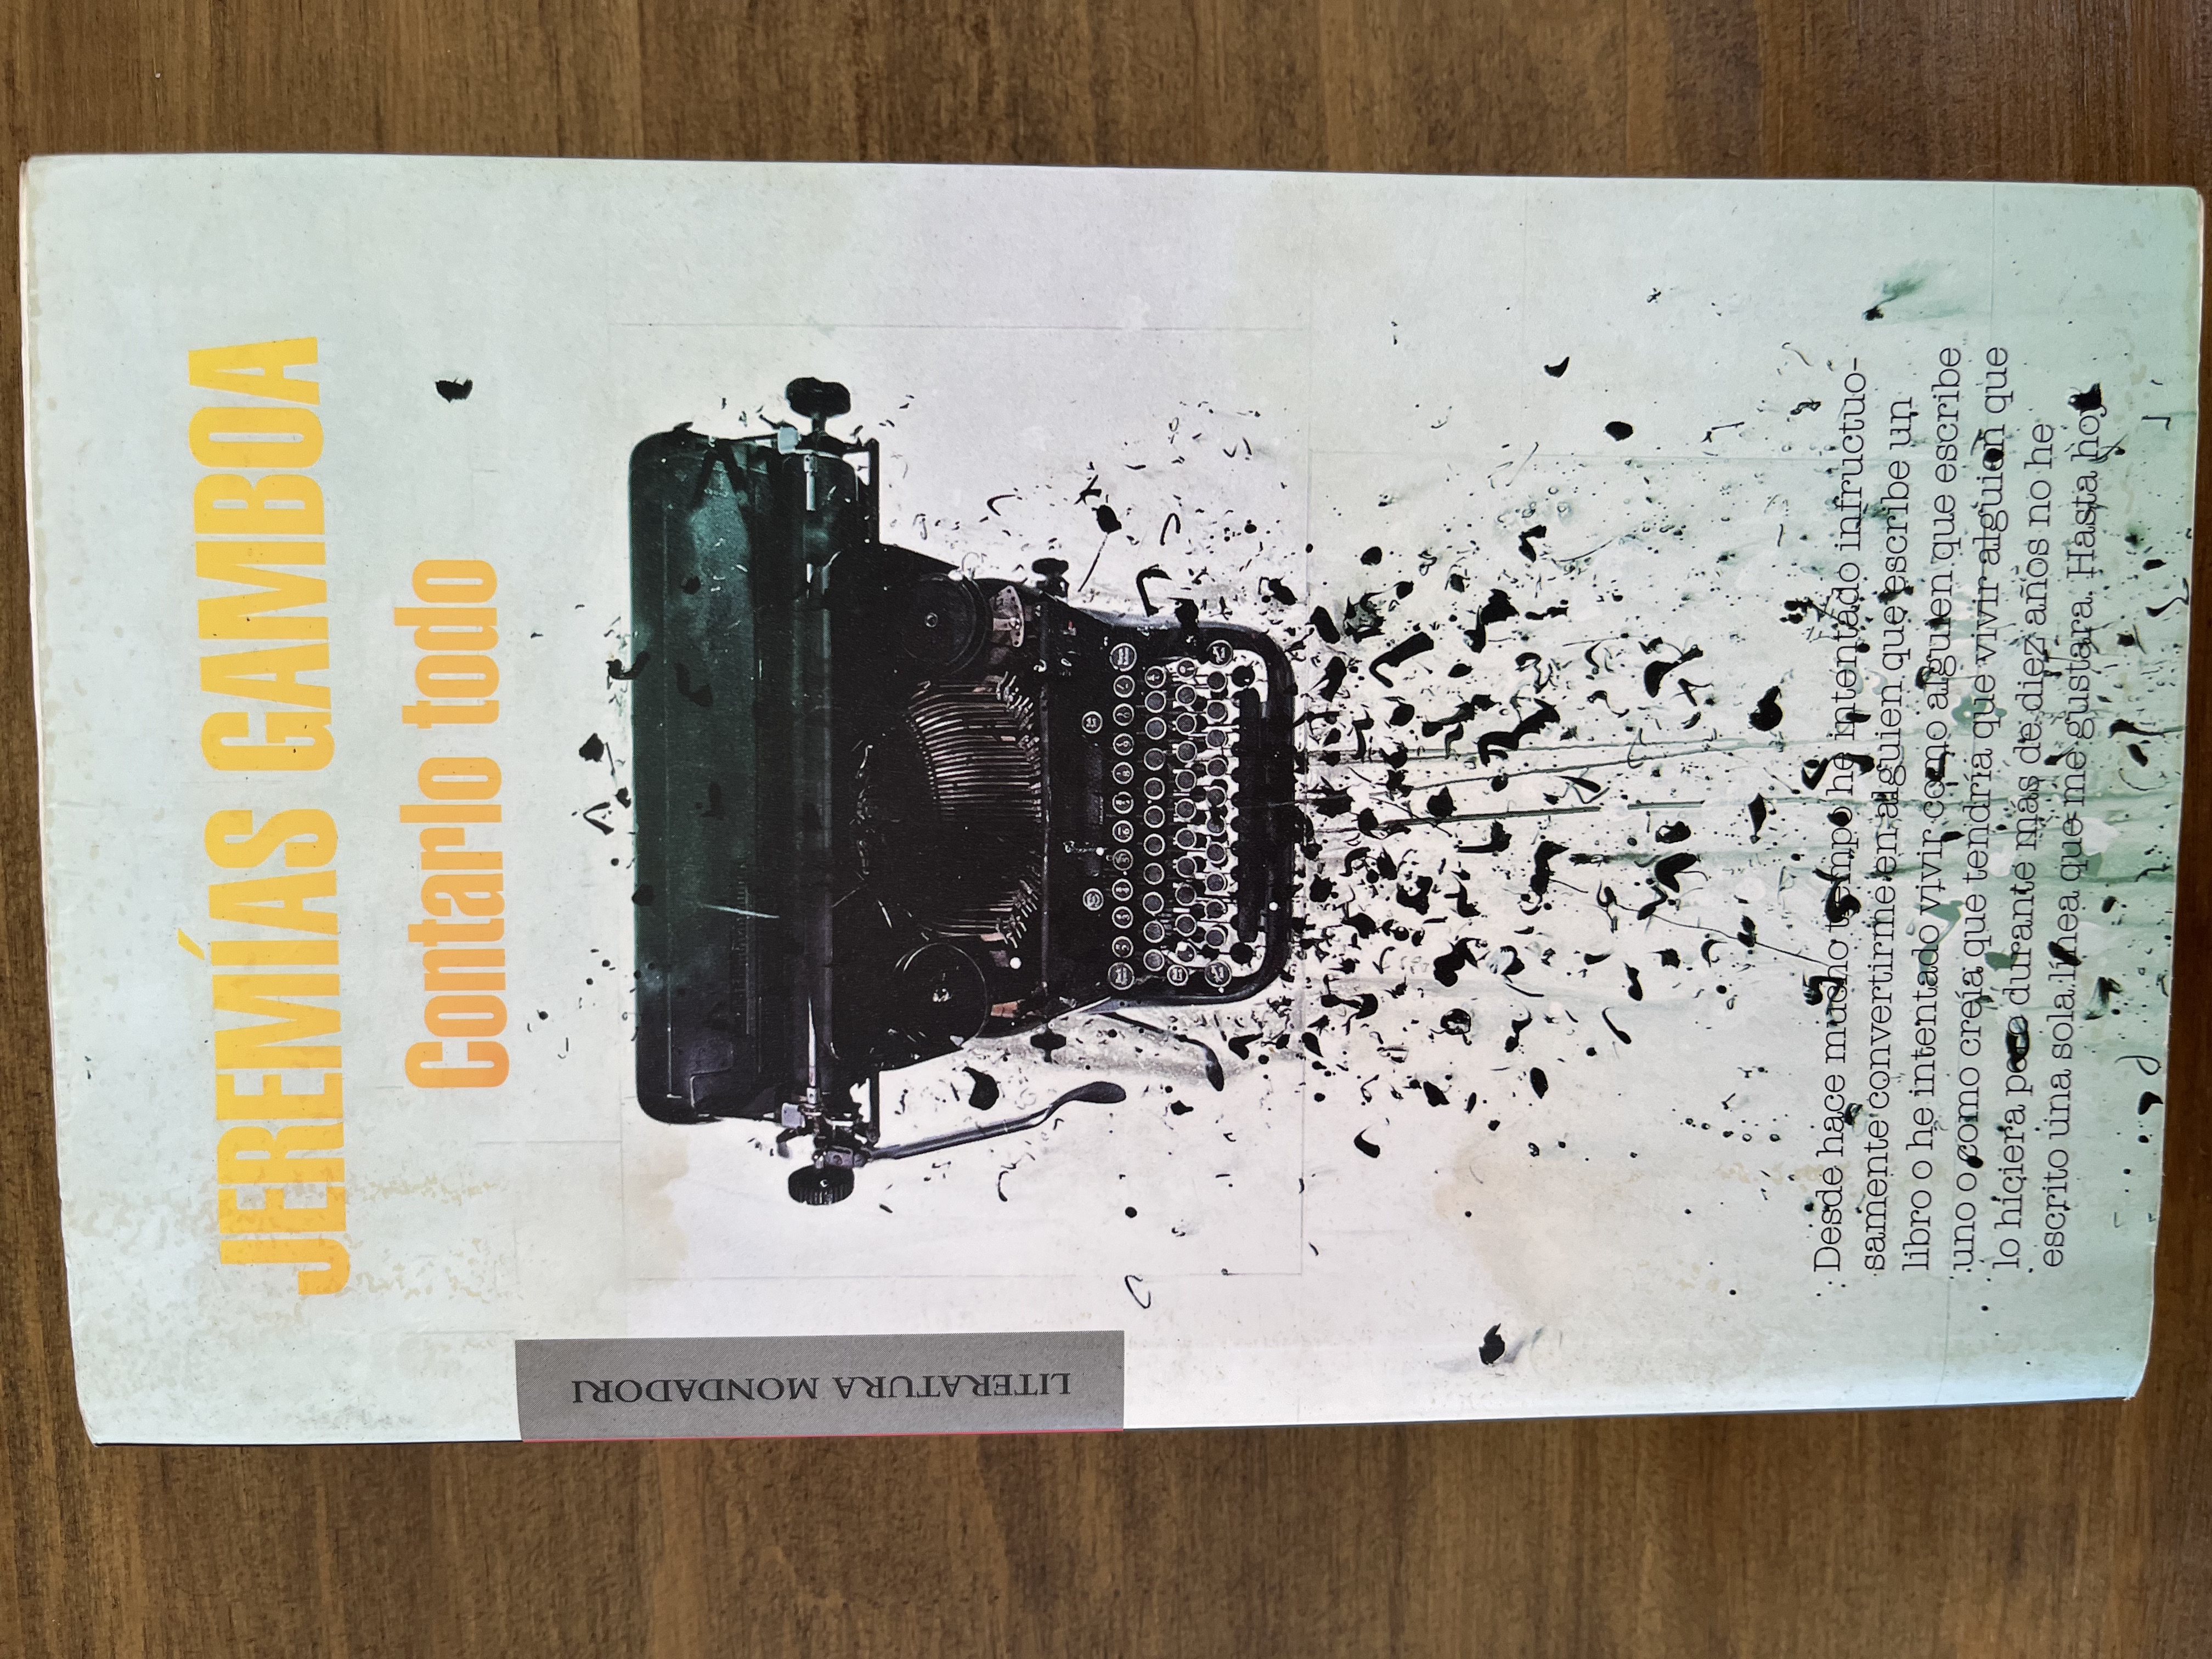 LITERATURA MONDADORI
JEREMÍAS GAMBOA
Contarlo todo
Desde hace mucho tiempo he intentado infructuo-
samente convertirme en alguien que escribe un
libro o he intentado vivir como alguien que escribe
uno o como creía que tendría que vivir alguien que
lo hiciera pero durante más de diez años no he
escrito una sola línea que me gustara. Hasta hoy